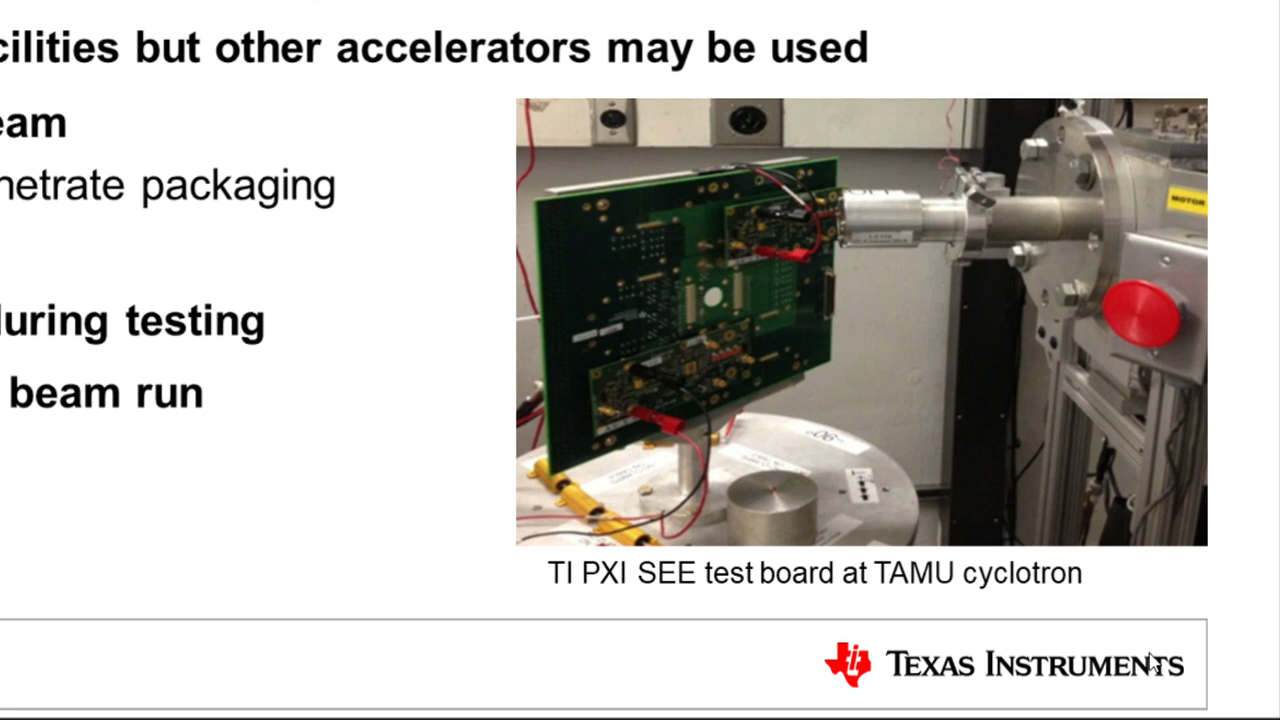 cilities but other accelerators may be used
eam
netrate packaging
during testing
beam run
MOTOR
TI PXI SEE test board at TAMU cyclotron
TEXAS INSTRUMENTS